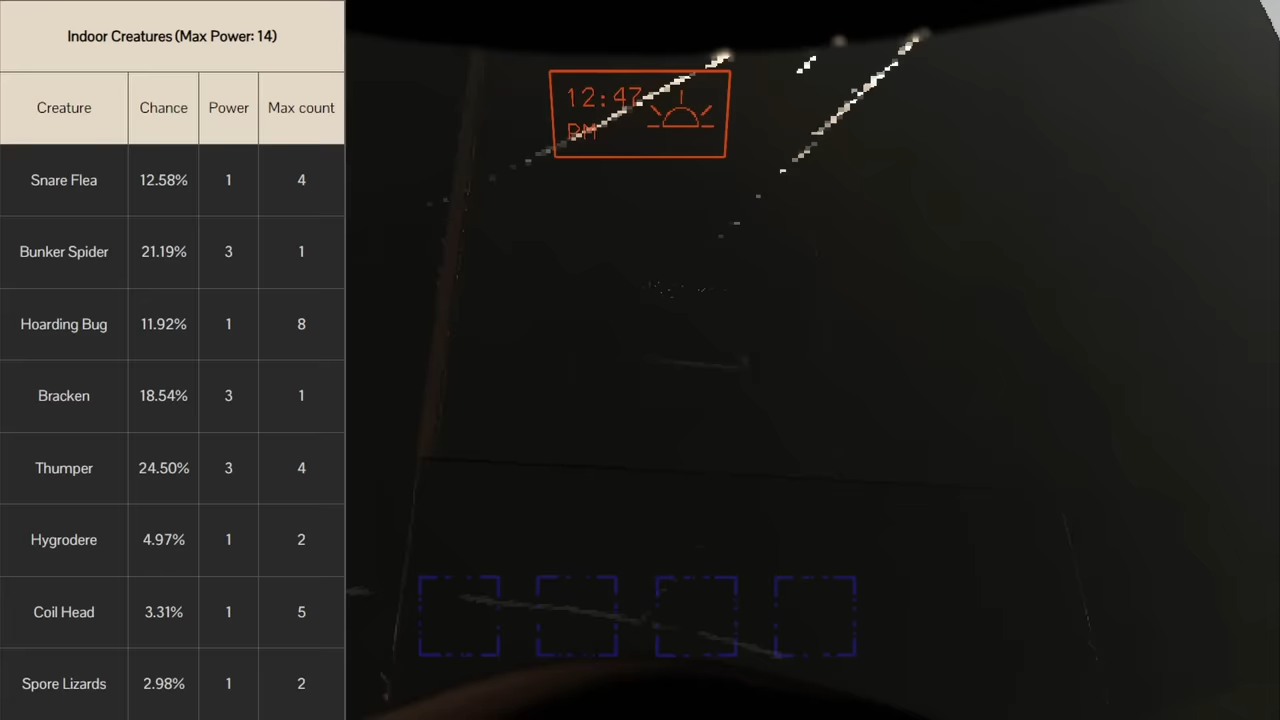 Indoor Creatures (Max Power: 14)
Creature Chance Power Max count
Snare Flea 12.58% 1 4
Bunker Spider 21.19% 3 1
Hoarding Bug 11.92% 1 8
Bracken 18.54% 3 1
Thumper 24.50% 3 4
Hygrodere 4.97% 1 2
Coil Head 3.31% 1 5
Spore Lizards 2.98% 1 2
12:47
PM